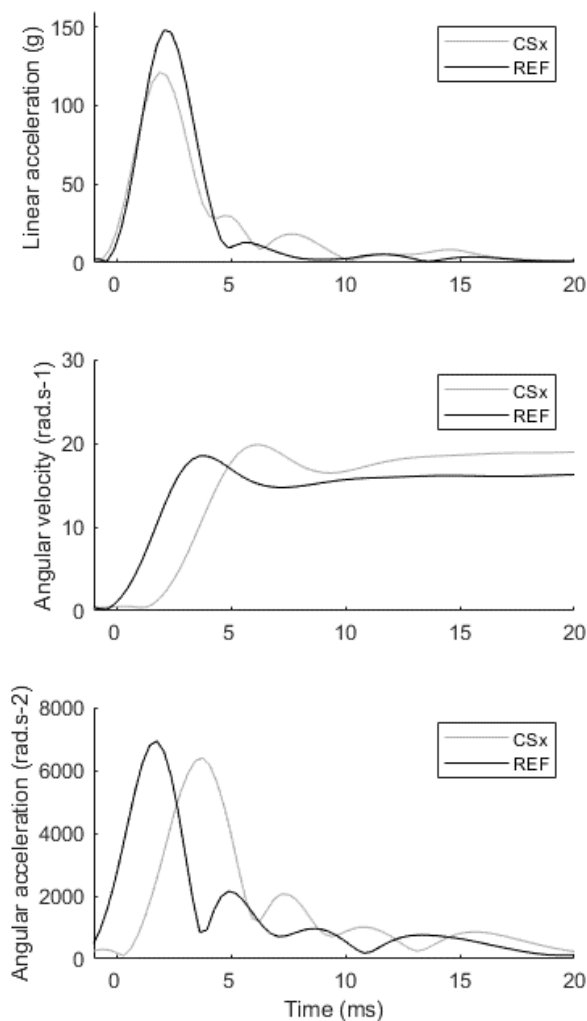 Linear acceleration (g)
150
100
50
0
CSx
REF
0 5 10 15 20
Angular velocity (rad.s-1)
30
20
10
0
CSx
REF
0 5 10 15 20
Angular acceleration (rad.s-2)
8000
6000
4000
2000
0
CSx
REF
0 5 10 15 20
Time (ms)